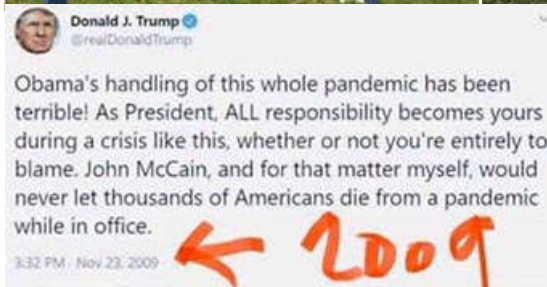 Donald J. Trump
@realDonaldTrump
Obama's handling of this whole pandemic has been
terrible! As President, ALL responsibility becomes yours
during a crisis like this, whether or not you're entirely to
blame. John McCain, and for that matter myself, would
never let thousands of Americans die from a pandemic
while in office.
3:32 PM · Nov 23, 2009
2009